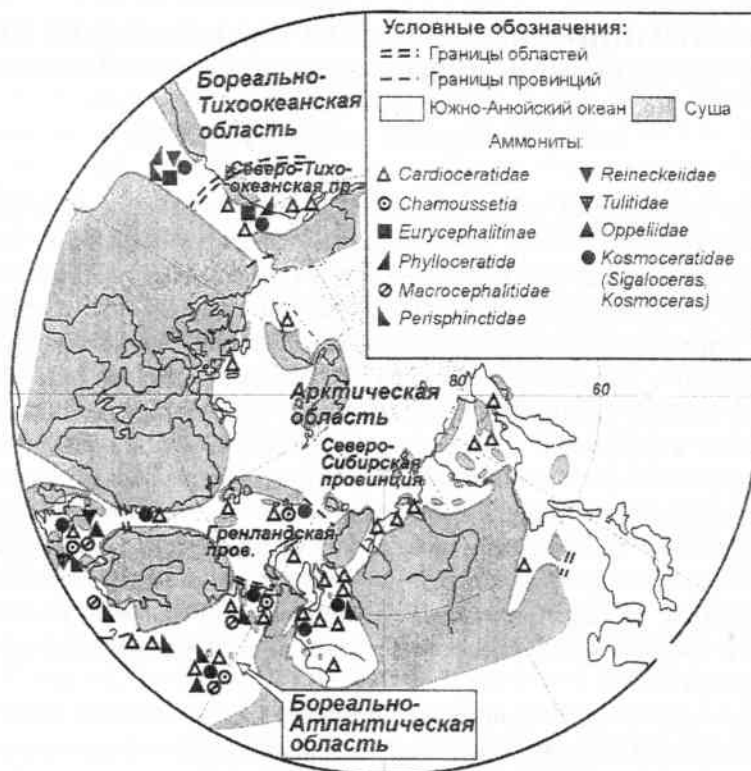 Условные обозначения:
Границы областей
Границы провинций
Южно-Анюйский океан
Суша
Аммониты:
Cardioceratidae
Chamoussetia
Eurycephalitinae
Phylloceratida
Macrocephalitidae
Perisphinctidae
Reineckeiidae
Tulitidae
Oppeliidae
Kosmoceratidae
(Sigaloceras,
Kosmoceras)
Бореально-
Тихоокеанская
область
Северо-Тихо-
океанская пр.
Арктическая
область
80
60
Северо-
Сибирская
провинция
Гренландская
пров.
Бореально-
Атлантическая
область